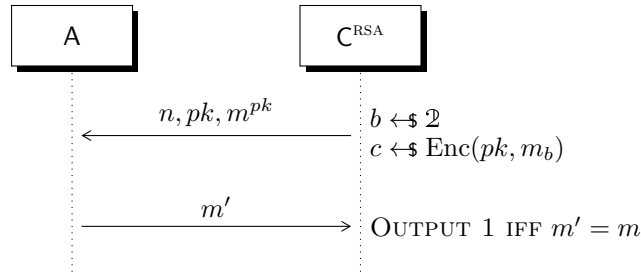 A
C^RSA
n, pk, m^pk
b ←$ 2
c ←$ Enc(pk, m_b)
m′
OUTPUT 1 IFF m′ = m